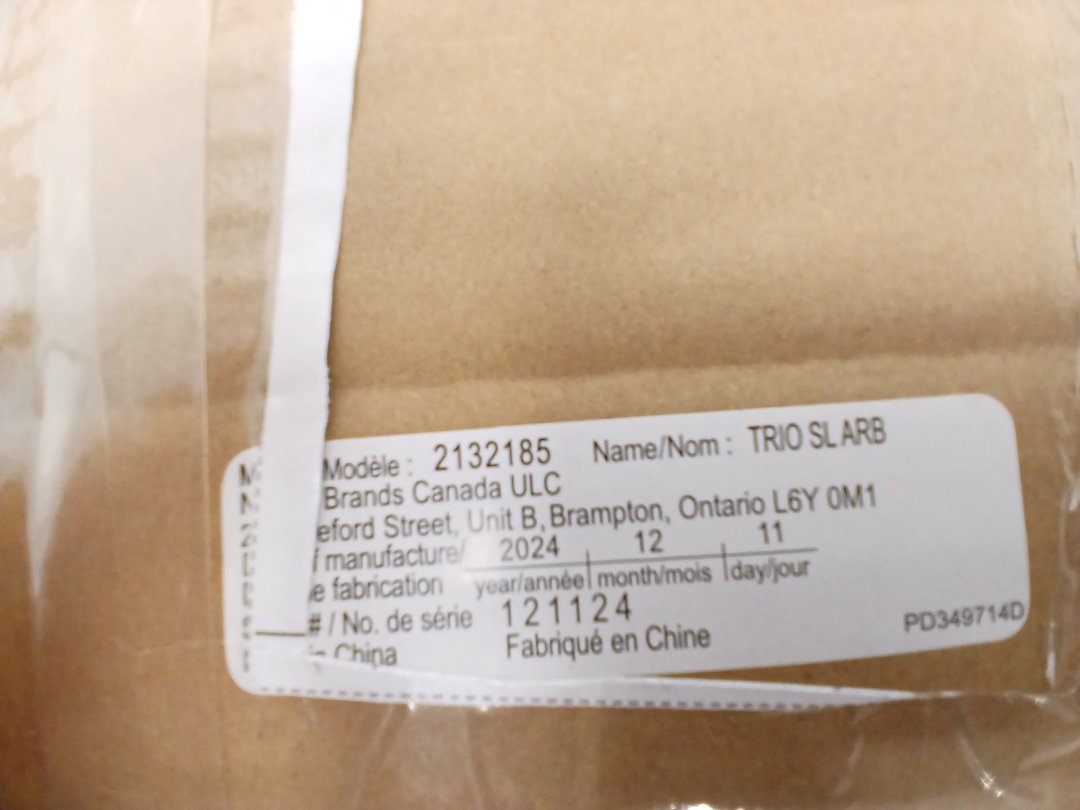 Modèle : 2132185 Name/Nom : TRIO SL ARB
Brands Canada ULC
eford Street, Unit B, Brampton, Ontario L6Y 0M1
f manufacture/ 2024 12 11
e fabrication year/année month/mois day/jour
# / No. de série 121124
China Fabriqué en Chine
PD349714D